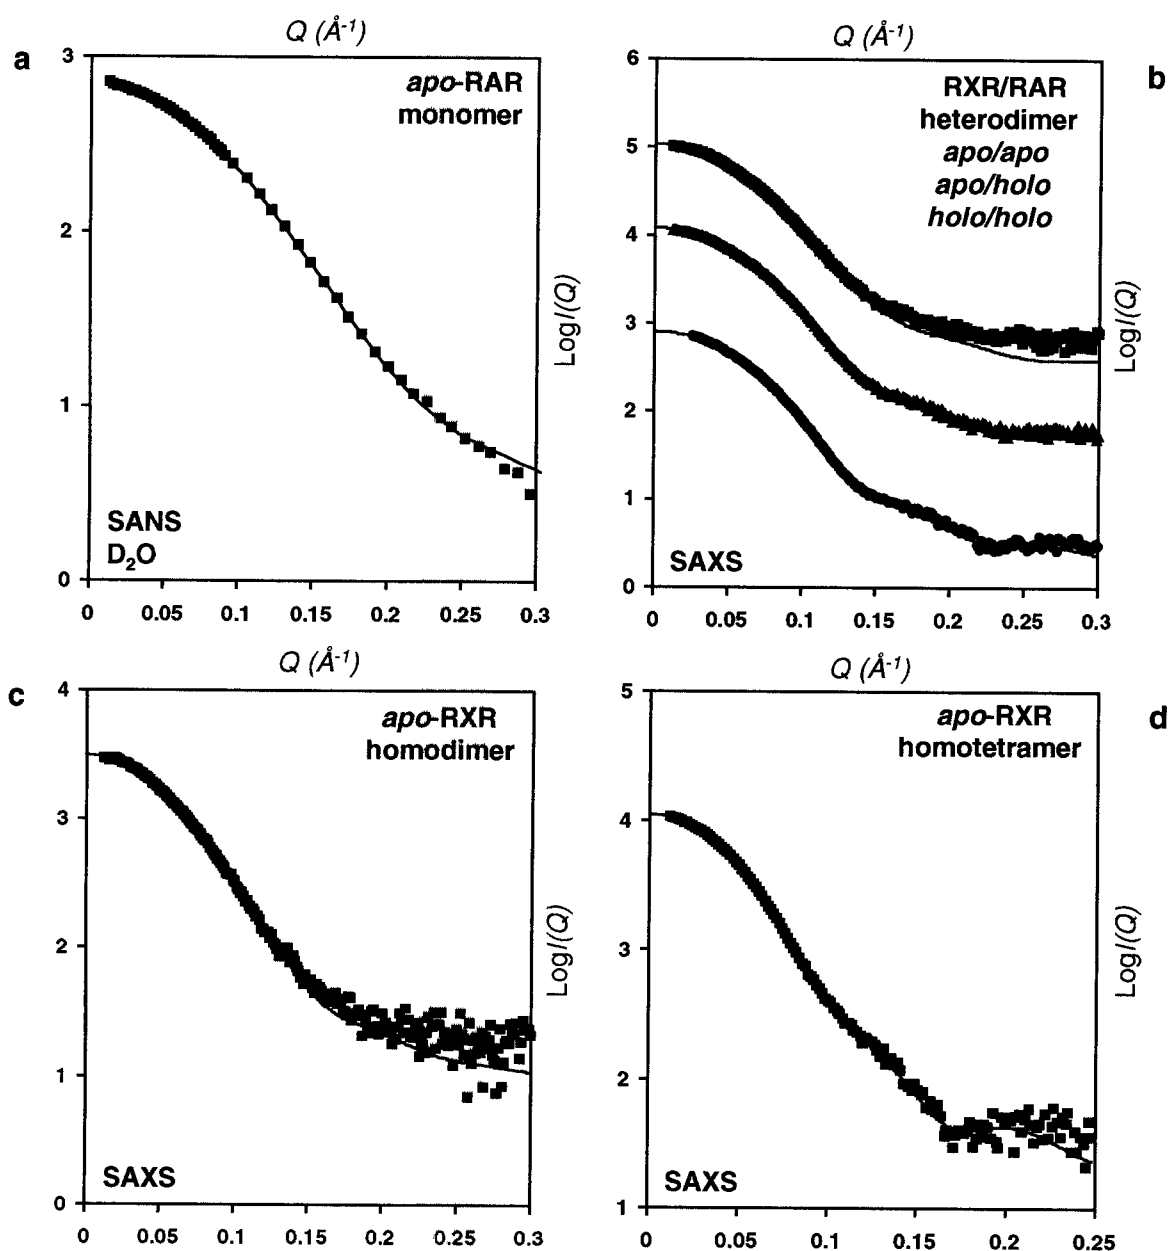 Q (Å-1)
a
apo-RAR
monomer
3
2
1
0
LogI(Q)
SANS
D2O
0 0.05 0.1 0.15 0.2 0.25 0.3
Q (Å-1)
b
RXR/RAR
heterodimer
apo/apo
apo/holo
holo/holo
6
5
4
3
2
1
0
LogI(Q)
SAXS
0 0.05 0.1 0.15 0.2 0.25 0.3
Q (Å-1)
c
apo-RXR
homodimer
4
3
2
1
0
LogI(Q)
SAXS
0 0.05 0.1 0.15 0.2 0.25 0.3
Q (Å-1)
d
apo-RXR
homotetramer
5
4
3
2
1
LogI(Q)
SAXS
0 0.05 0.1 0.15 0.2 0.25